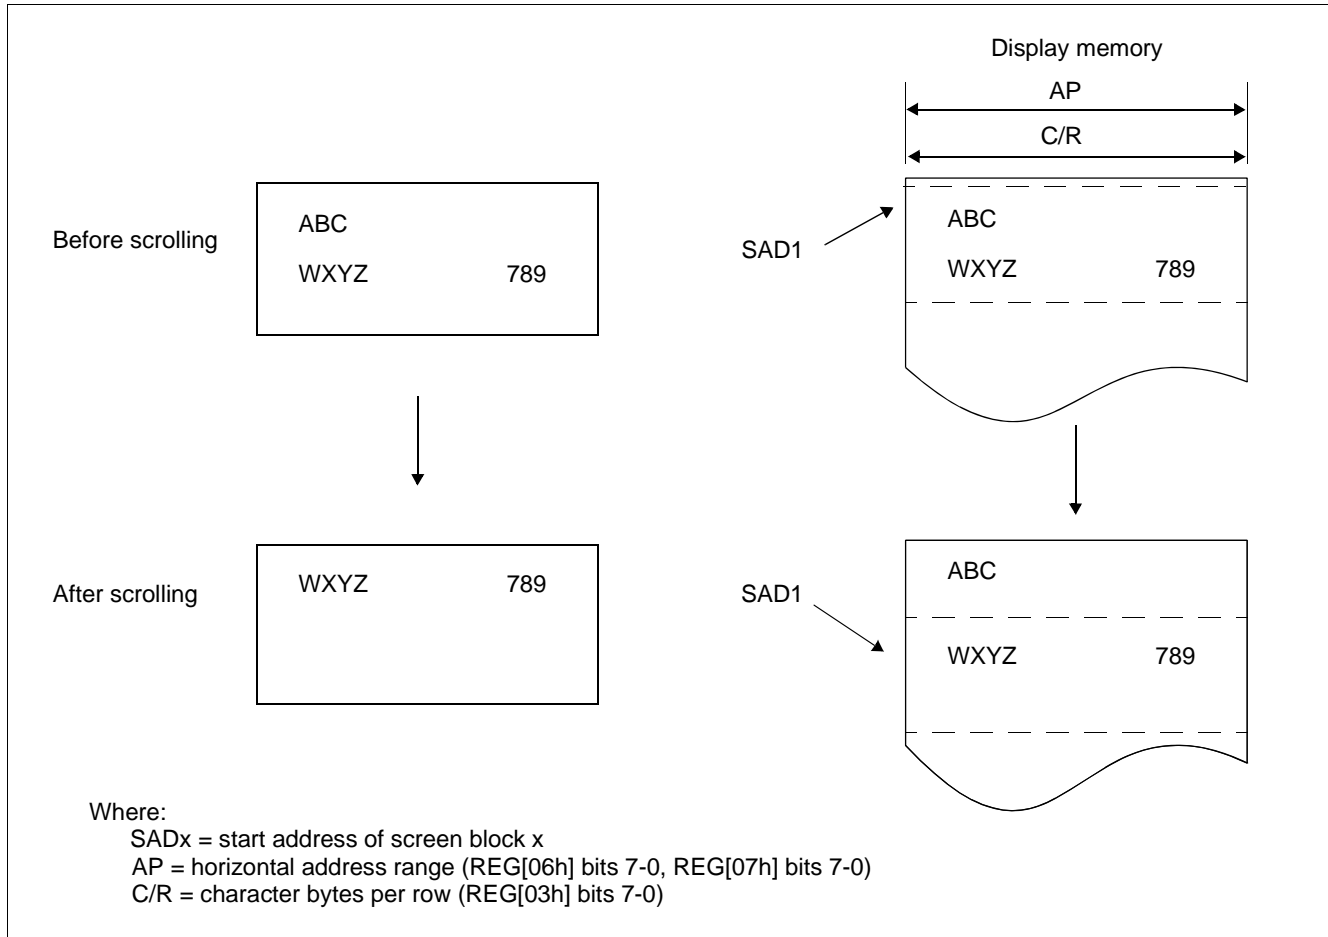 Display memory
AP
C/R
Before scrolling
ABC
WXYZ 789
SAD1
ABC
WXYZ 789
After scrolling
WXYZ 789
SAD1
ABC
WXYZ 789
Where:
SADx = start address of screen block x
AP = horizontal address range (REG[06h] bits 7-0, REG[07h] bits 7-0)
C/R = character bytes per row (REG[03h] bits 7-0)